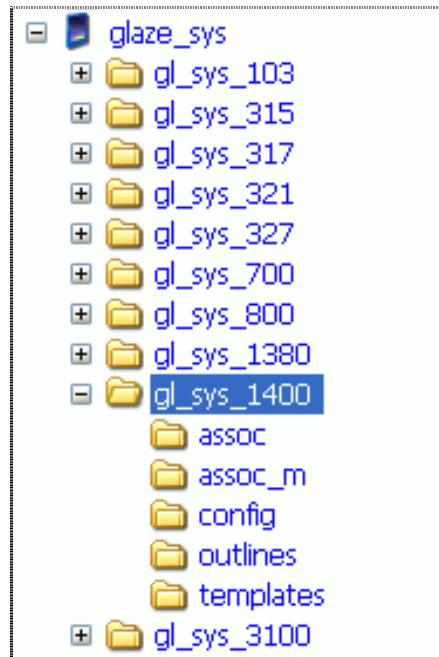 glaze_sys
gl_sys_103
gl_sys_315
gl_sys_317
gl_sys_321
gl_sys_327
gl_sys_700
gl_sys_800
gl_sys_1380
gl_sys_1400
assoc
assoc_m
config
outlines
templates
gl_sys_3100